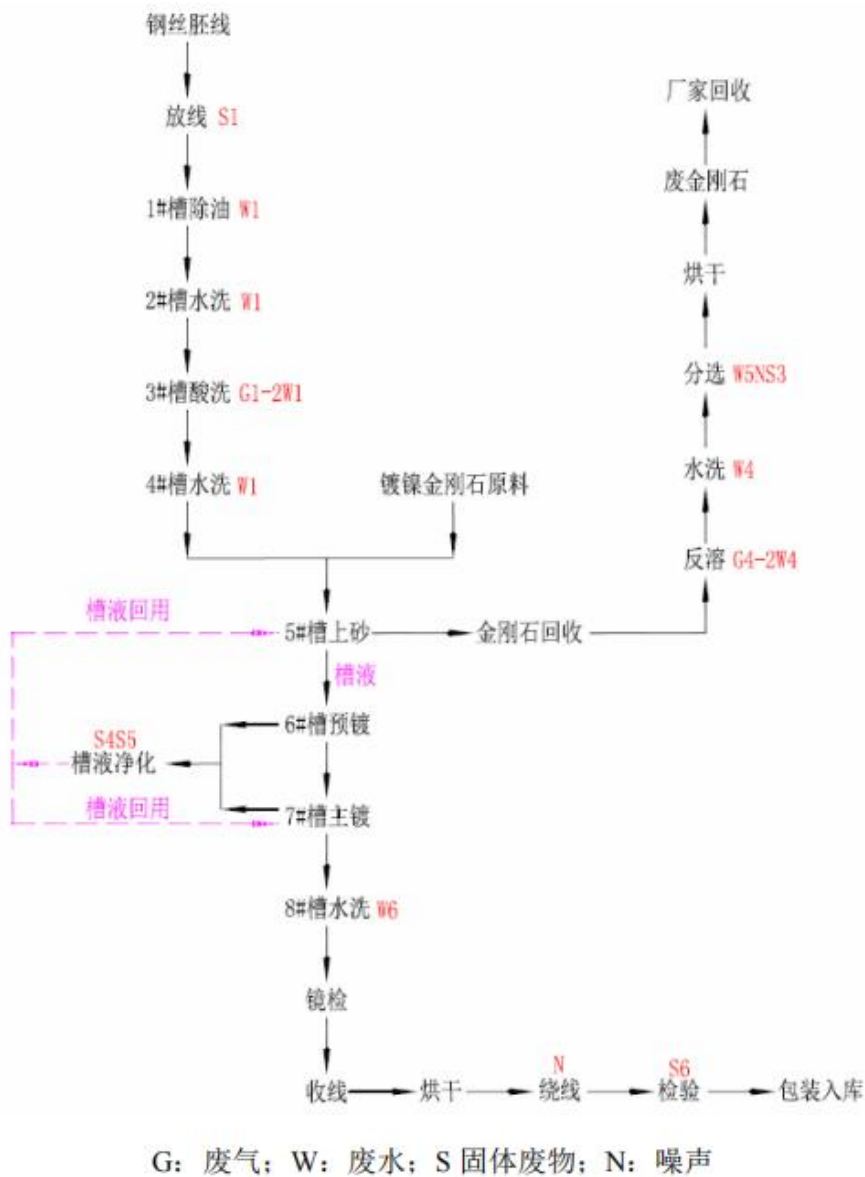 钢丝胚线
厂家回收
放线 S1
废金刚石
1#槽除油 W1
烘干
2#槽水洗 W1
分选 W5NS3
3#槽酸洗 G1-2W1
4#槽水洗 W1
镀镍金刚石原料
水洗 W4
反溶 G4-2W4
槽液回用
5#槽上砂
金刚石回收
槽液
6#槽预镀
S4S5
槽液净化
槽液回用
7#槽主镀
8#槽水洗 W6
镜检
N
S6
收线
烘干
绕线
检验
包装入库
G：废气；W：废水；S 固体废物；N：噪声